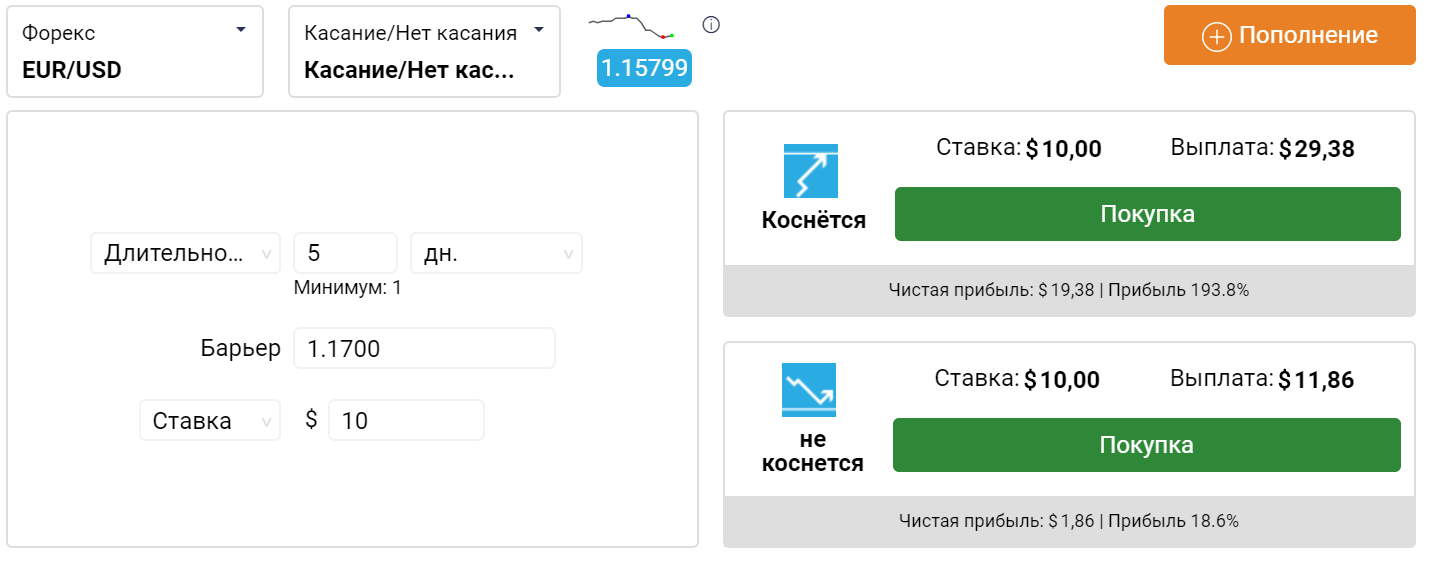 Форекс
EUR/USD
Касание/Нет касания
Касание/Нет кас...
1.15799
Пополнение
Длительно...
5
дн.
Минимум: 1
Барьер
1.1700
Ставка
$
10
Ставка: $10,00
Выплата: $29,38
Коснётся
Покупка
Чистая прибыль: $19,38 | Прибыль 193.8%
Ставка: $10,00
Выплата: $11,86
не
коснется
Покупка
Чистая прибыль: $1,86 | Прибыль 18.6%